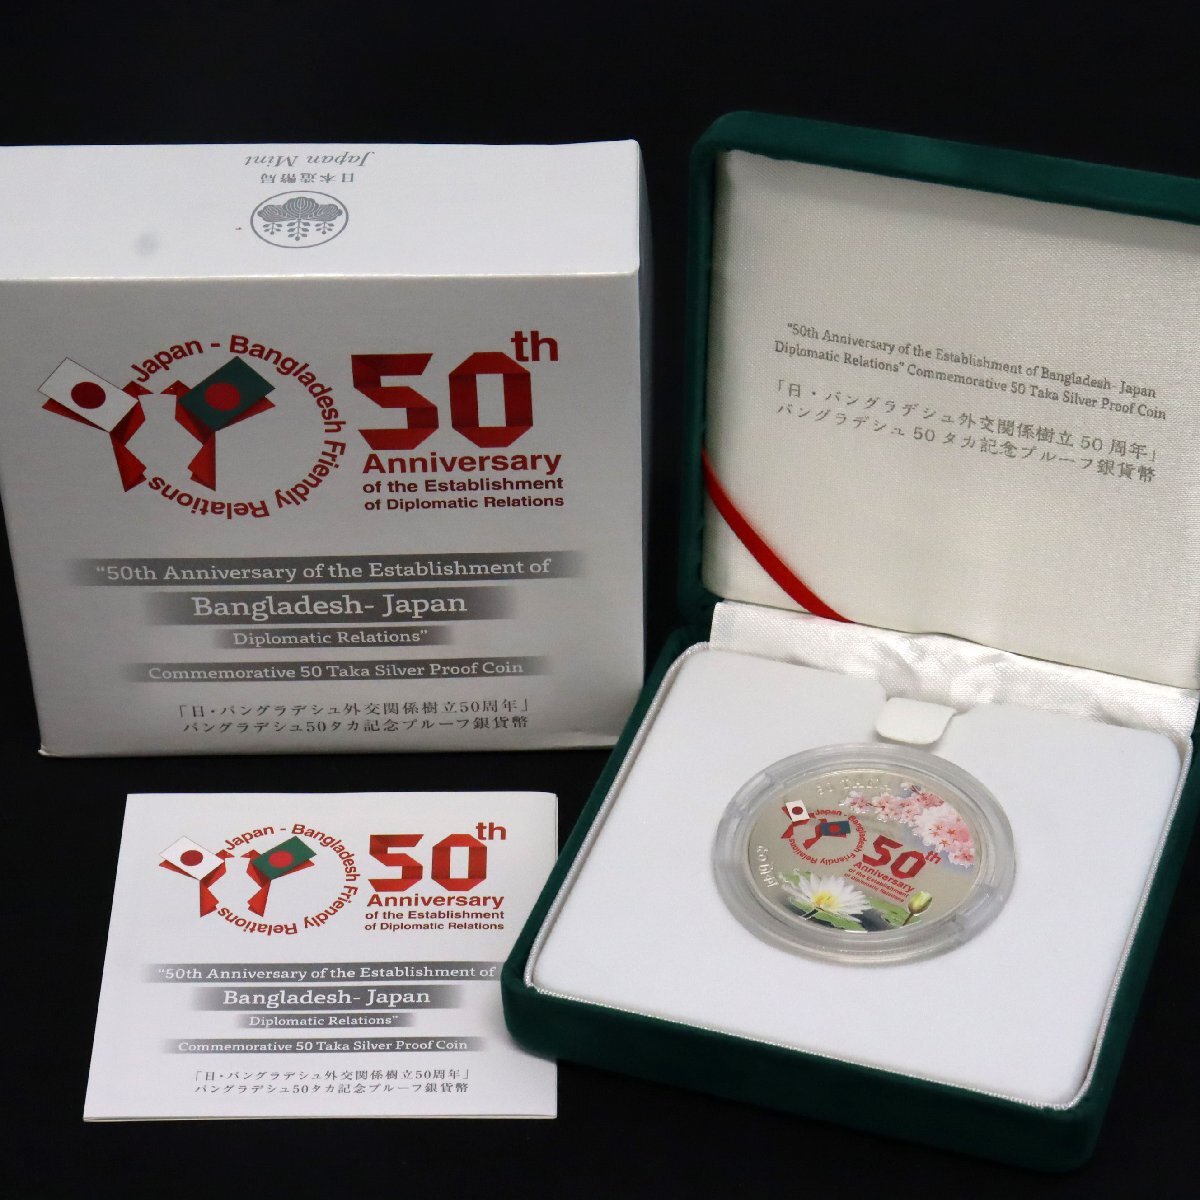 Japan Mint
日本造幣局
Japan - Bangladesh Friendly Relations
50th
Anniversary
of the Establishment
of Diplomatic Relations
"50th Anniversary of the Establishment of
Bangladesh- Japan
Diplomatic Relations"
Commemorative 50 Taka Silver Proof Coin
「日・バングラデシュ外交関係樹立50周年」
バングラデシュ50タカ記念プルーフ銀貨幣
"50th Anniversary of the Establishment of Bangladesh- Japan
Diplomatic Relations" Commemorative 50 Taka Silver Proof Coin
「日・バングラデシュ外交関係樹立50周年」
バングラデシュ50タカ記念プルーフ銀貨幣
Japan - Bangladesh Friendly Relations
50th
Anniversary
of the Establishment
of Diplomatic Relations
"50th Anniversary of the Establishment of
Bangladesh- Japan
Diplomatic Relations"
Commemorative 50 Taka Silver Proof Coin
「日・バングラデシュ外交関係樹立50周年」
バングラデシュ50タカ記念プルーフ銀貨幣
Japan - Bangladesh Friendly Relations
50th
Anniversary
of the Establishment
of Diplomatic Relations